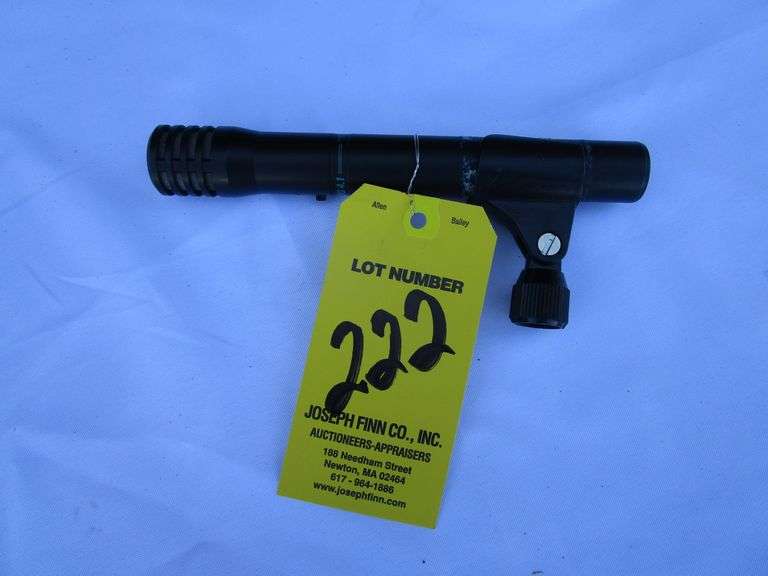 Allen Bailey
LOT NUMBER
222
JOSEPH FINN CO., INC.
AUCTIONEERS-APPRAISERS
188 Needham Street
Newton, MA 02464
617 - 964-1886
www.josephfinn.com